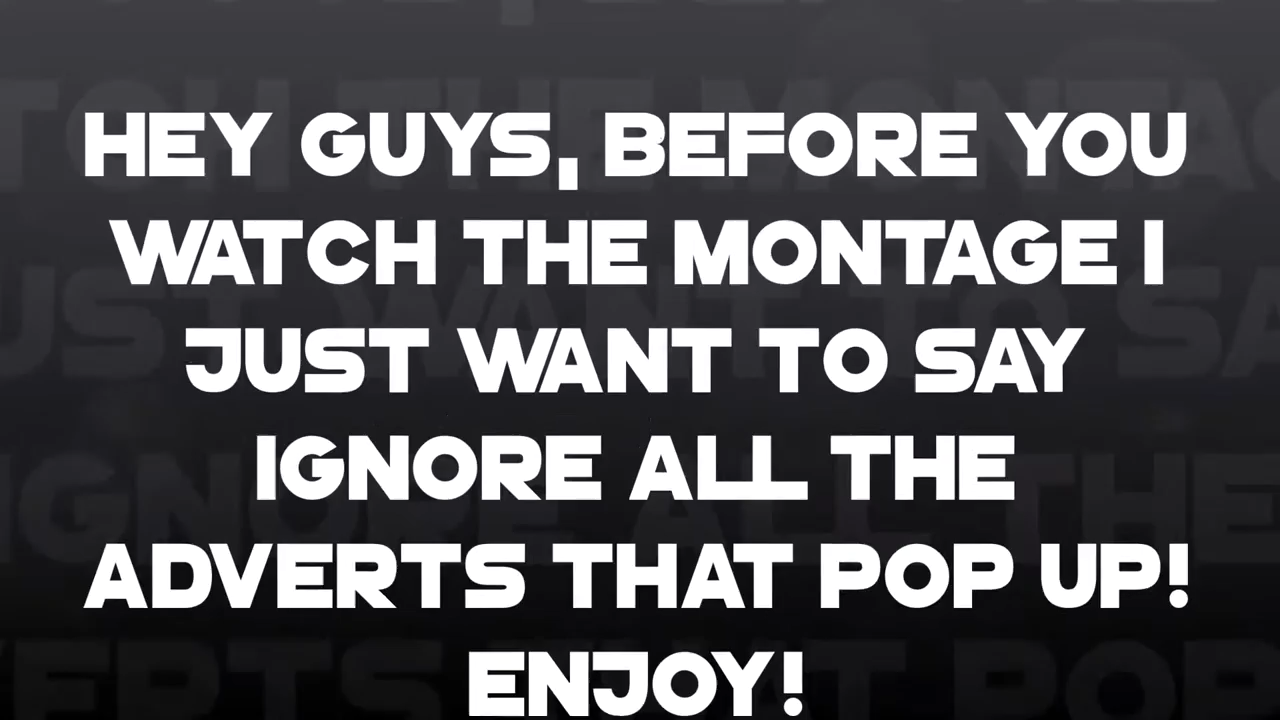 HEY GUYS, BEFORE YOU
WATCH THE MONTAGE I
JUST WANT TO SAY
IGNORE ALL THE
ADVERTS THAT POP UP!
ENJOY!